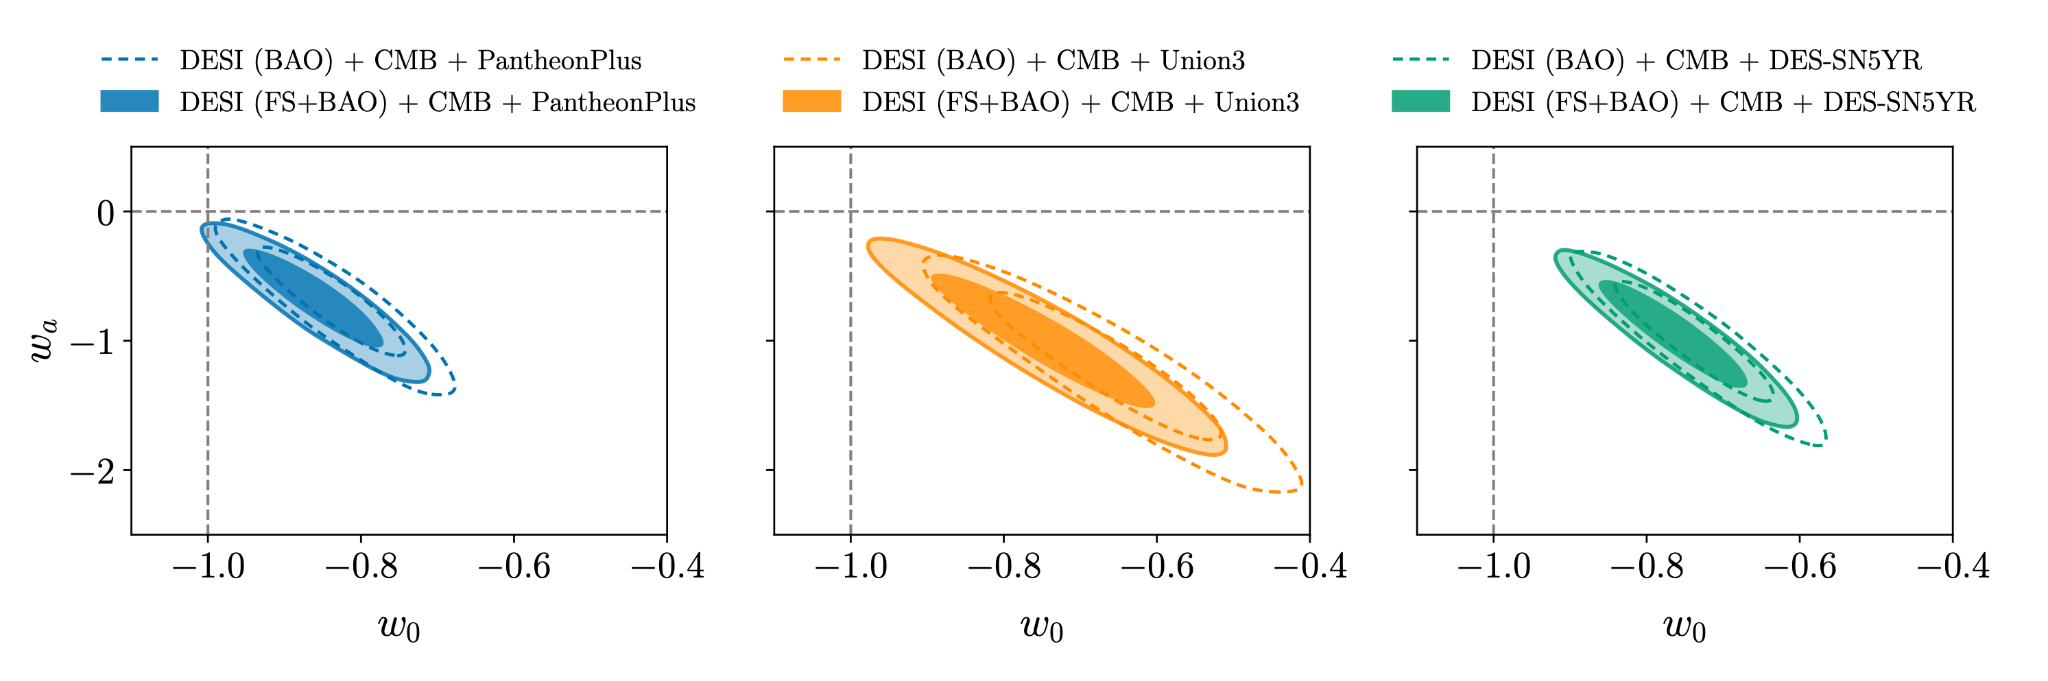 DESI (BAO) + CMB + PantheonPlus
DESI (FS+BAO) + CMB + PantheonPlus
DESI (BAO) + CMB + Union3
DESI (FS+BAO) + CMB + Union3
DESI (BAO) + CMB + DES-SN5YR
DESI (FS+BAO) + CMB + DES-SN5YR
0
−1
−2
wₐ
−1.0 −0.8 −0.6 −0.4
w₀
−1.0 −0.8 −0.6 −0.4
w₀
−1.0 −0.8 −0.6 −0.4
w₀